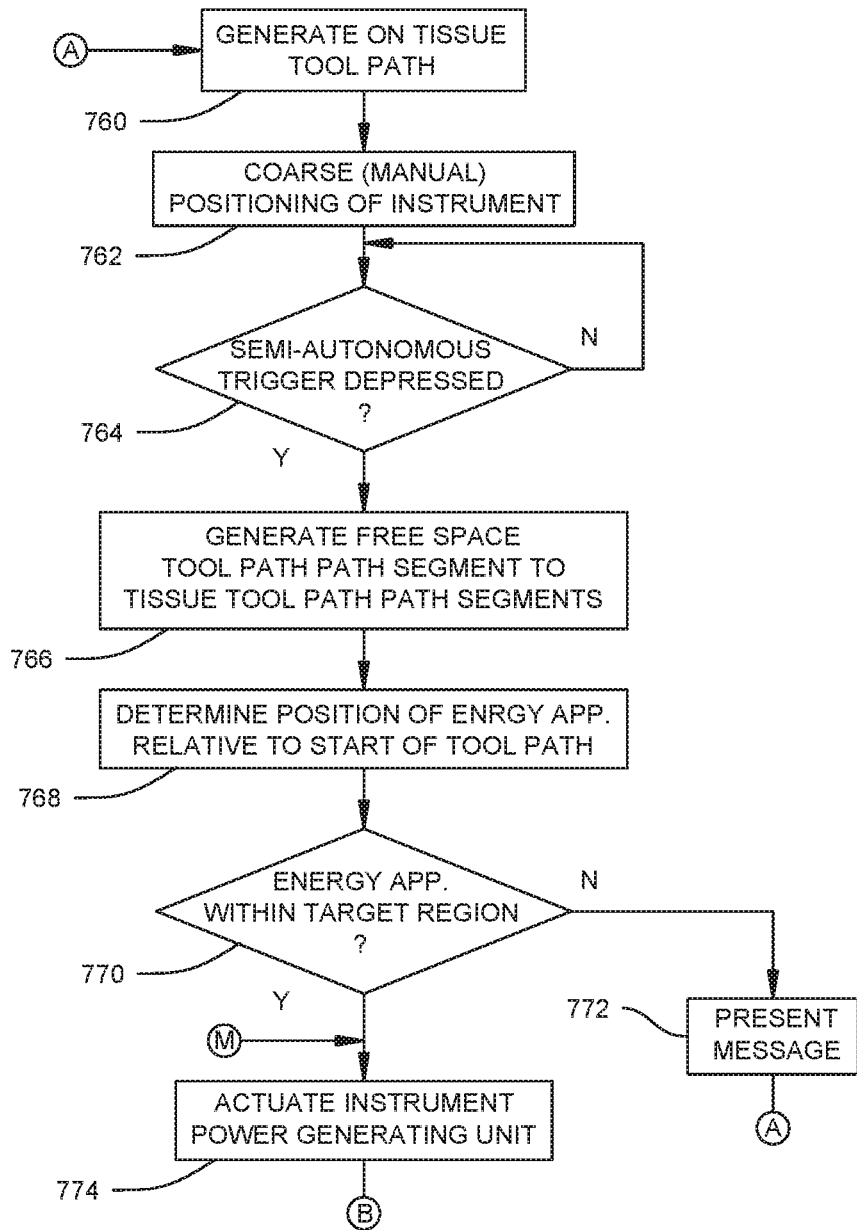 A
GENERATE ON TISSUE
TOOL PATH
760
COARSE (MANUAL)
POSITIONING OF INSTRUMENT
762
SEMI-AUTONOMOUS
TRIGGER DEPRESSED
?
N
764
Y
GENERATE FREE SPACE
TOOL PATH PATH SEGMENT TO
TISSUE TOOL PATH PATH SEGMENTS
766
DETERMINE POSITION OF ENRGY APP.
RELATIVE TO START OF TOOL PATH
768
ENERGY APP.
WITHIN TARGET REGION
?
N
770
Y
772
PRESENT
MESSAGE
A
M
ACTUATE INSTRUMENT
POWER GENERATING UNIT
774
B